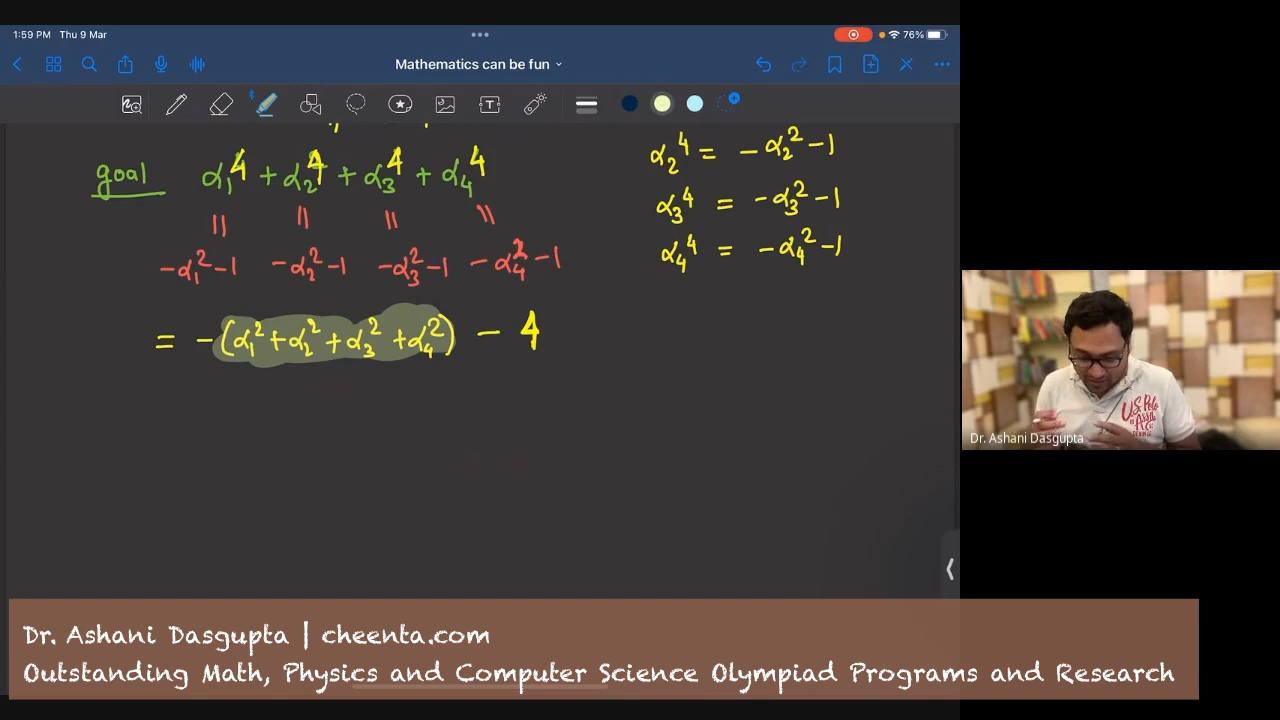 1:59 PM Thu 9 Mar
76%
Mathematics can be fun
goal α₁⁴ + α₂⁴ + α₃⁴ + α₄⁴
= = = =
-α₁²-1 -α₂²-1 -α₃²-1 -α₄²-1
= -(α₁²+α₂²+α₃²+α₄²) - 4
α₂⁴ = -α₂²-1
α₃⁴ = -α₃²-1
α₄⁴ = -α₄²-1
U.S. Polo
Dr. Ashani Dasgupta
Dr. Ashani Dasgupta | cheenta.com
Outstanding Math, Physics and Computer Science Olympiad Programs and Research